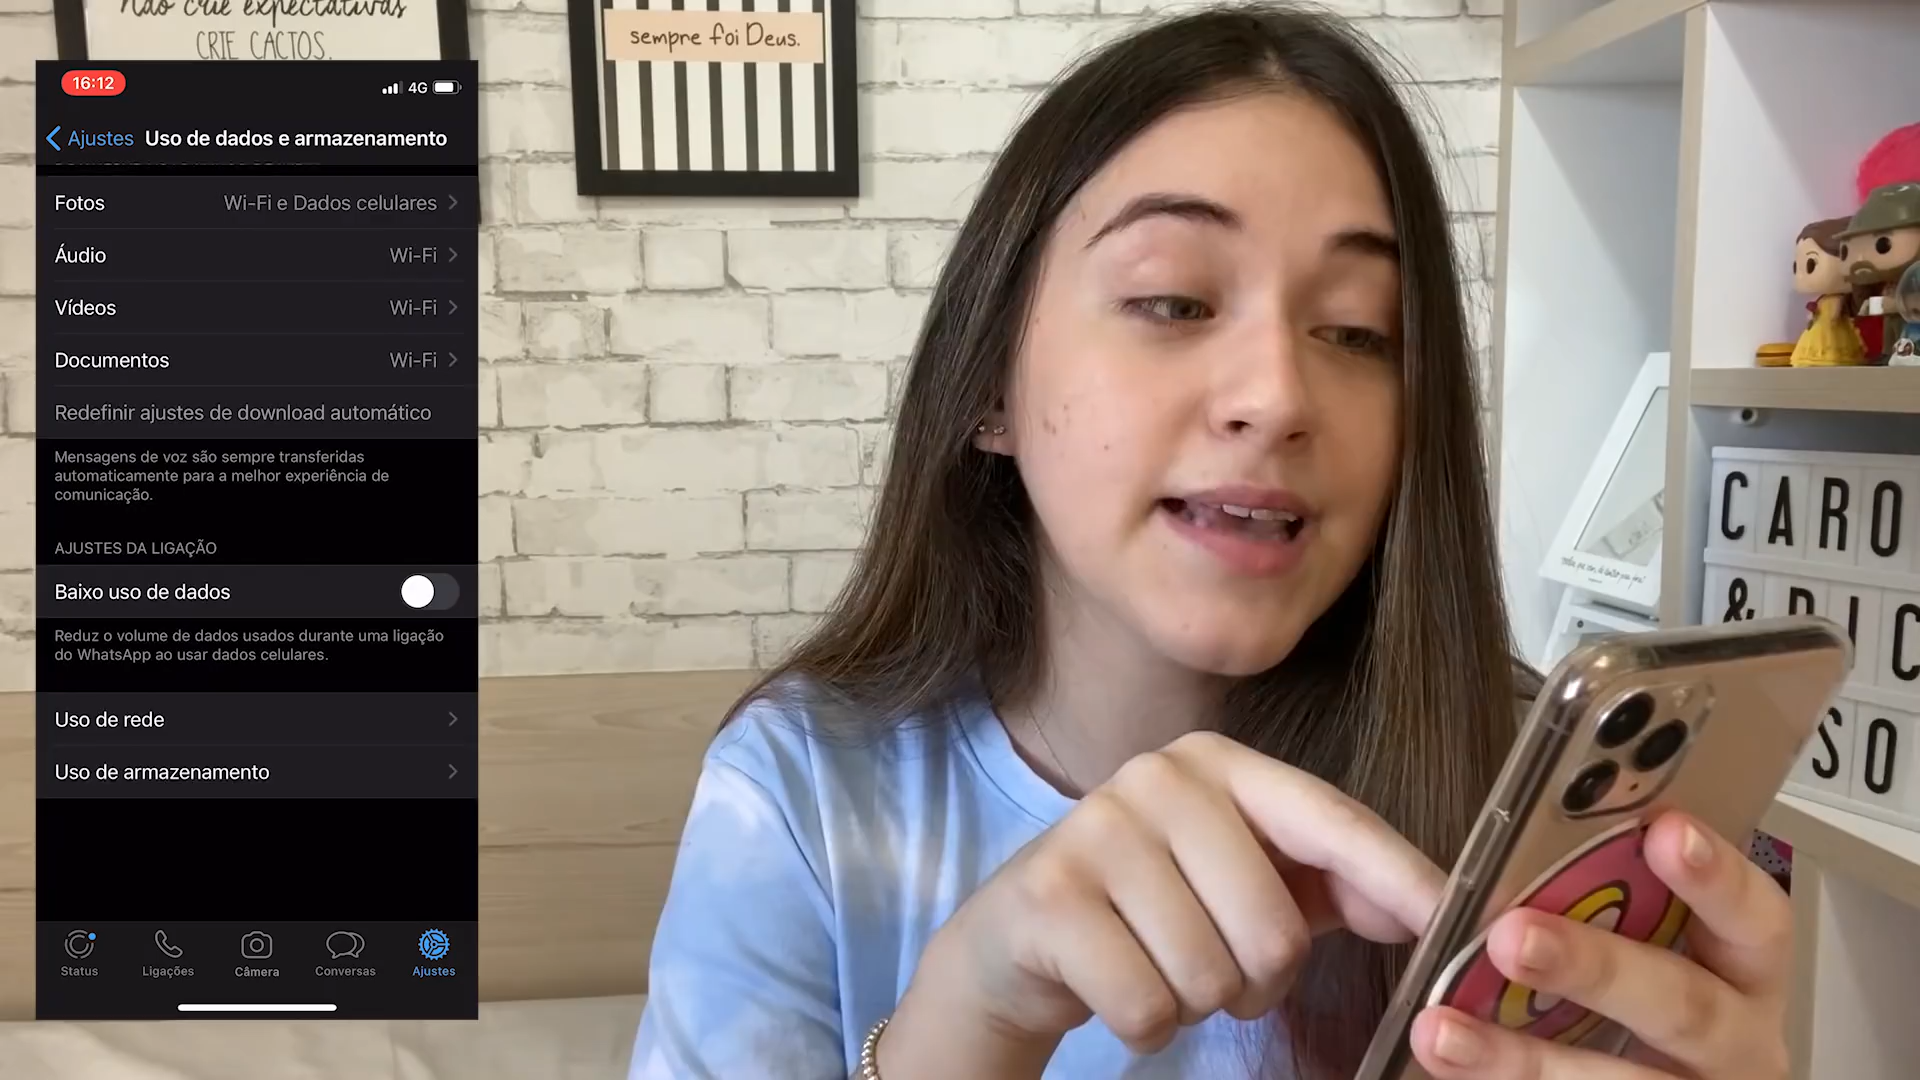 Não crie expectativas
CRIE CACTOS.
sempre foi Deus.
16:12
4G
Ajustes
Uso de dados e armazenamento
Fotos
Wi-Fi e Dados celulares
Áudio
Wi-Fi
Vídeos
Wi-Fi
Documentos
Wi-Fi
Redefinir ajustes de download automático
Mensagens de voz são sempre transferidas
automaticamente para a melhor experiência de
comunicação.
AJUSTES DA LIGAÇÃO
Baixo uso de dados
Reduz o volume de dados usados durante uma ligação
do WhatsApp ao usar dados celulares.
Uso de rede
Uso de armazenamento
Status
Ligações
Câmera
Conversas
Ajustes
CARO
& DIC
SO